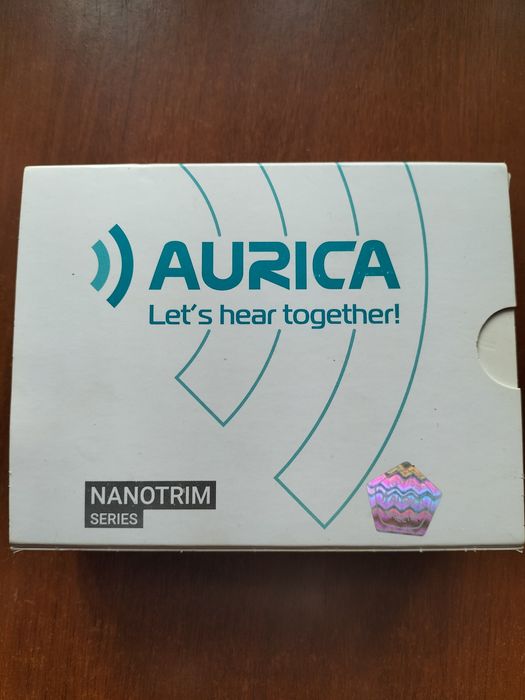 AURICA
Let's hear together!
NANOTRIM
SERIES